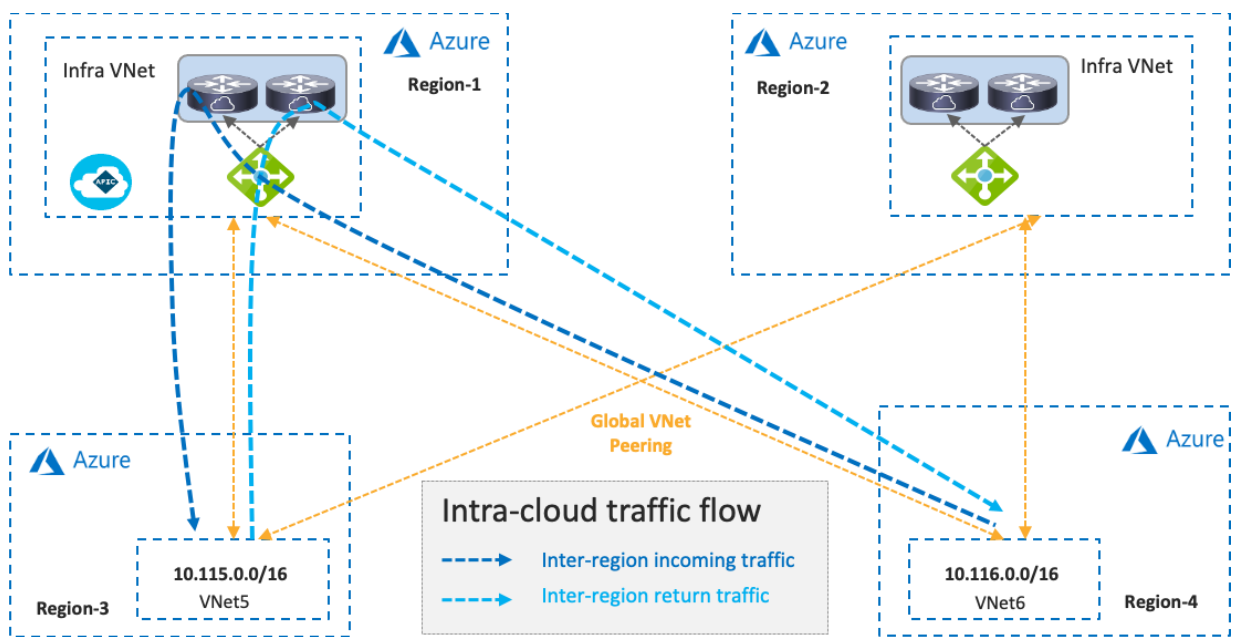 Azure
Infra VNet
Region-1
APIC
Azure
Infra VNet
Region-2
Global VNet
Peering
Azure
10.115.0.0/16
VNet5
Region-3
Intra-cloud traffic flow
Inter-region incoming traffic
Inter-region return traffic
Azure
10.116.0.0/16
VNet6
Region-4